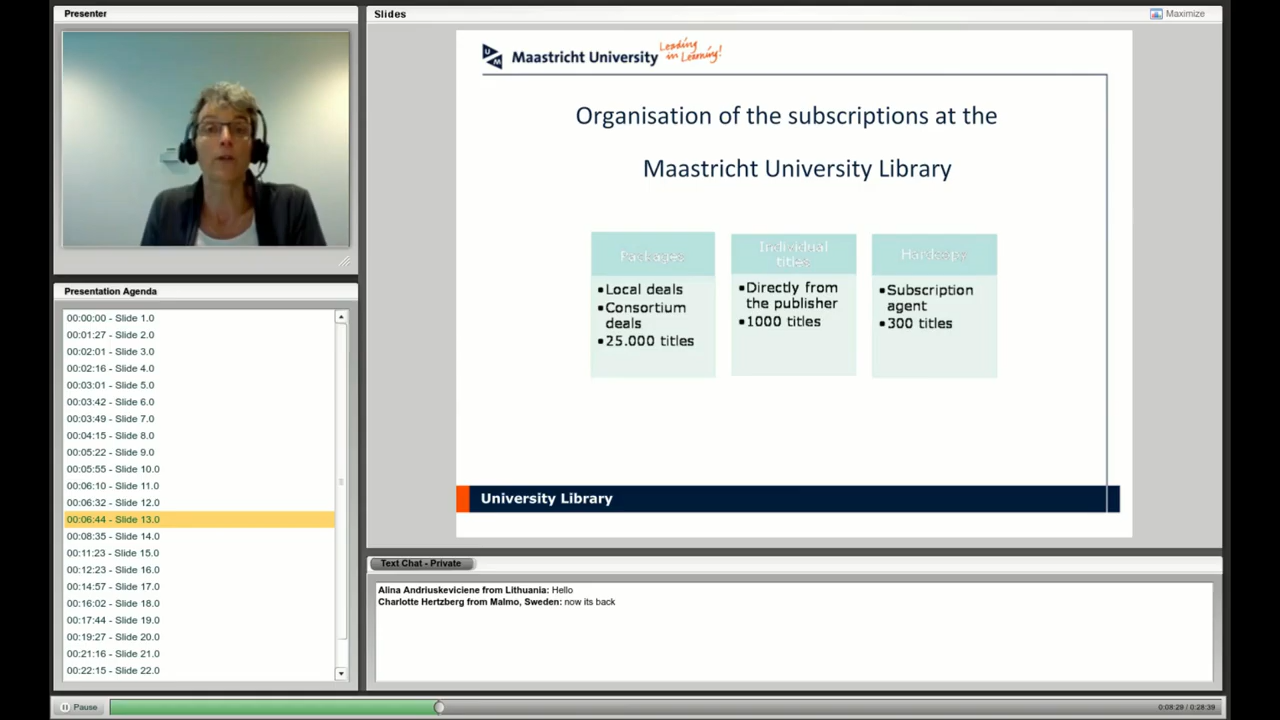 Presenter
Slides
Maximize
UM
Maastricht University
Leading
in Learning!
Organisation of the subscriptions at the
Maastricht University Library
Packages
Local deals
Consortium
deals
25.000 titles
Individual
titles
Directly from
the publisher
1000 titles
Hardcopy
Subscription
agent
300 titles
University Library
Presentation Agenda
00:00:00 - Slide 1.0
00:01:27 - Slide 2.0
00:02:01 - Slide 3.0
00:02:16 - Slide 4.0
00:03:01 - Slide 5.0
00:03:42 - Slide 6.0
00:03:49 - Slide 7.0
00:04:15 - Slide 8.0
00:05:22 - Slide 9.0
00:05:55 - Slide 10.0
00:06:10 - Slide 11.0
00:06:32 - Slide 12.0
00:06:44 - Slide 13.0
00:08:35 - Slide 14.0
00:11:23 - Slide 15.0
00:12:23 - Slide 16.0
00:14:57 - Slide 17.0
00:16:02 - Slide 18.0
00:17:44 - Slide 19.0
00:19:27 - Slide 20.0
00:21:16 - Slide 21.0
00:22:15 - Slide 22.0
Text Chat - Private
Alina Andriuskeviciene from Lithuania: Hello
Charlotte Hertzberg from Malmo, Sweden: now its back
Pause
0:08:29 / 0:28:39